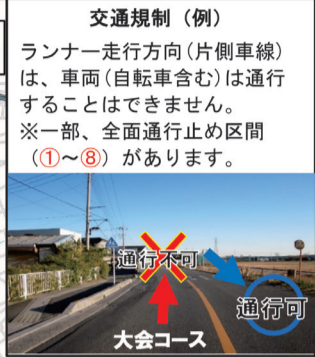 交通規制（例）
ランナー走行方向（片側車線）
は、車両（自転車含む）は通行
することはできません。
※一部、全面通行止め区間
（①～⑧）があります。
通行不可
通行可
大会コース